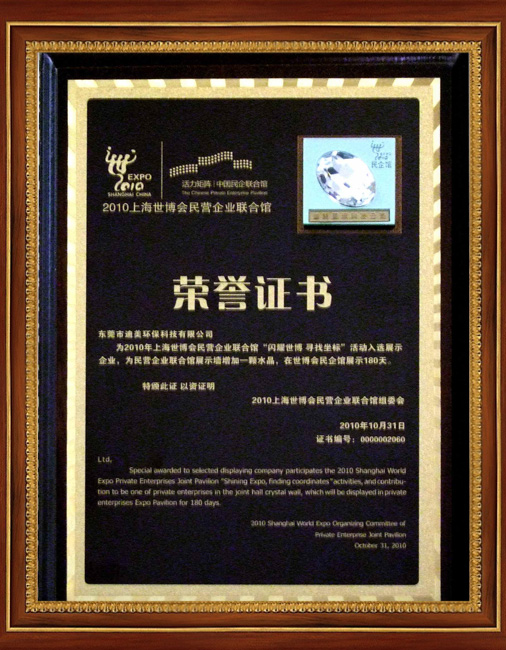 EXPO
2010
SHANGHAI CHINA
活力矩阵 | 中国民企联合馆
The Chinese Private Enterprise Pavilion
2010上海世博会民营企业联合馆
民企馆
荣誉证书
东莞市迪美环保科技有限公司
为2010年上海世博会民营企业联合馆“闪耀世博 寻找坐标”活动入选展示
企业，为民营企业联合馆展示墙增加一颗水晶，在世博会民企馆展示180天。
特颁此证 以资证明
2010上海世博会民营企业联合馆组委会
2010年10月31日
证书编号：0000002060
Ltd.
Special awarded to selected displaying company participates the 2010 Shanghai World
Expo Private Enterprises Joint Pavilion "Shining Expo, finding coordinates"activities, and contribu-
tion to be one of private enterprises in the joint hall crystal wall, which will be displayed in private
enterprises Expo Pavilion for 180 days.
2010 Shanghai World Expo Organizing Committee of
Private Enterprise Joint Pavilion
October 31, 2010